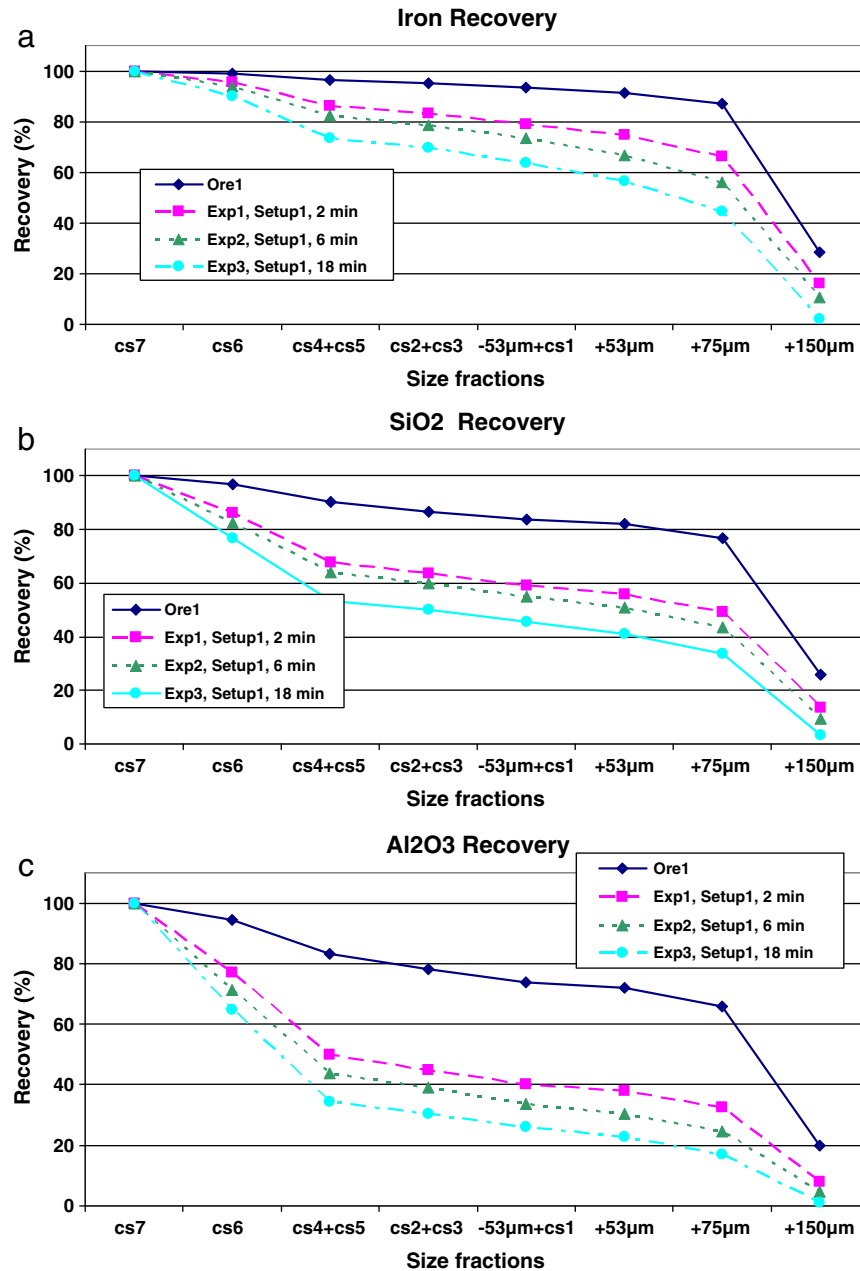 a
Iron Recovery
Recovery (%)
100
80
60
40
20
0
Ore1
Exp1, Setup1, 2 min
Exp2, Setup1, 6 min
Exp3, Setup1, 18 min
cs7 cs6 cs4+cs5 cs2+cs3 -53µm+cs1 +53µm +75µm +150µm
Size fractions
b
SiO2 Recovery
Recovery (%)
100
80
60
40
20
0
Ore1
Exp1, Setup1, 2 min
Exp2, Setup1, 6 min
Exp3, Setup1, 18 min
cs7 cs6 cs4+cs5 cs2+cs3 -53µm+cs1 +53µm +75µm +150µm
Size fractions
c
Al2O3 Recovery
Recovery (%)
100
80
60
40
20
0
Ore1
Exp1, Setup1, 2 min
Exp2, Setup1, 6 min
Exp3, Setup1, 18 min
cs7 cs6 cs4+cs5 cs2+cs3 -53µm+cs1 +53µm +75µm +150µm
Size fractions